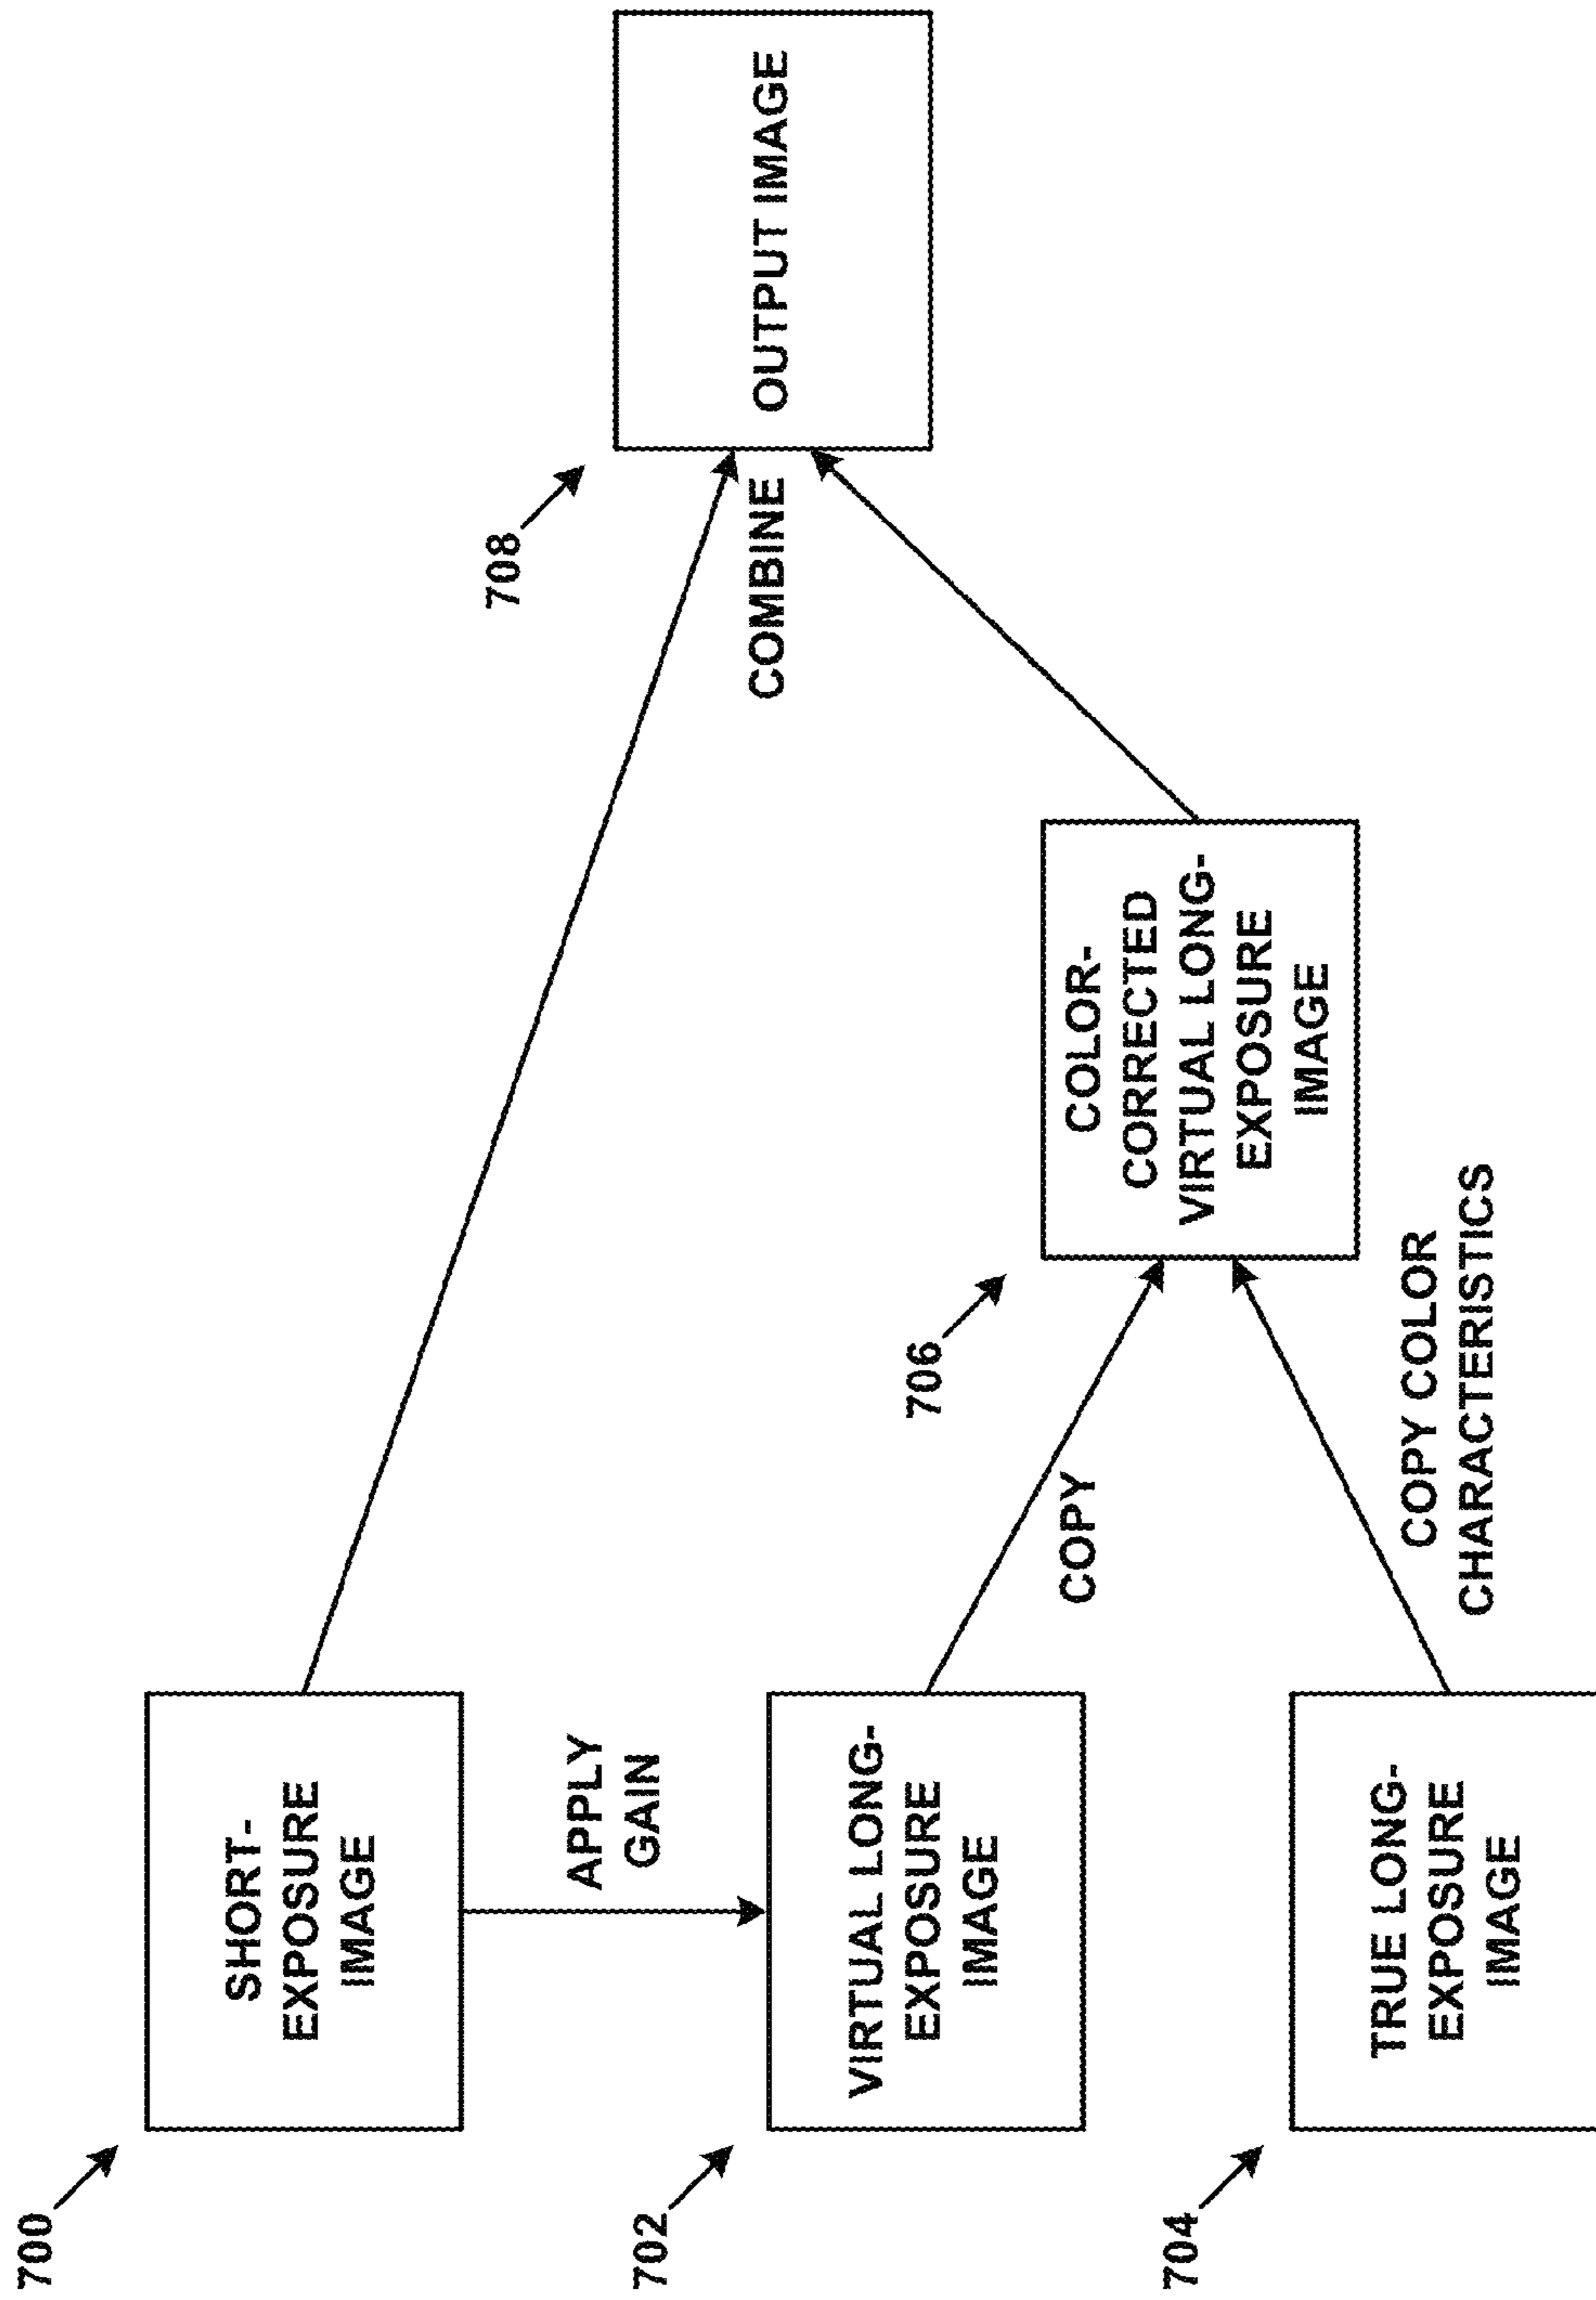 700
SHORT-
EXPOSURE
IMAGE
APPLY
GAIN
702
VIRTUAL LONG-
EXPOSURE
IMAGE
704
TRUE LONG-
EXPOSURE
IMAGE
COPY
COPY COLOR
CHARACTERISTICS
706
COLOR-
CORRECTED
VIRTUAL LONG-
EXPOSURE
IMAGE
COMBINE
708
OUTPUT IMAGE